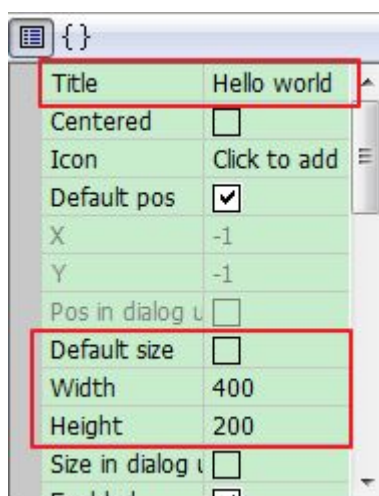 {}
Title Hello world
Centered
Icon Click to add
Default pos
X -1
Y -1
Pos in dialog u
Default size
Width 400
Height 200
Size in dialog u